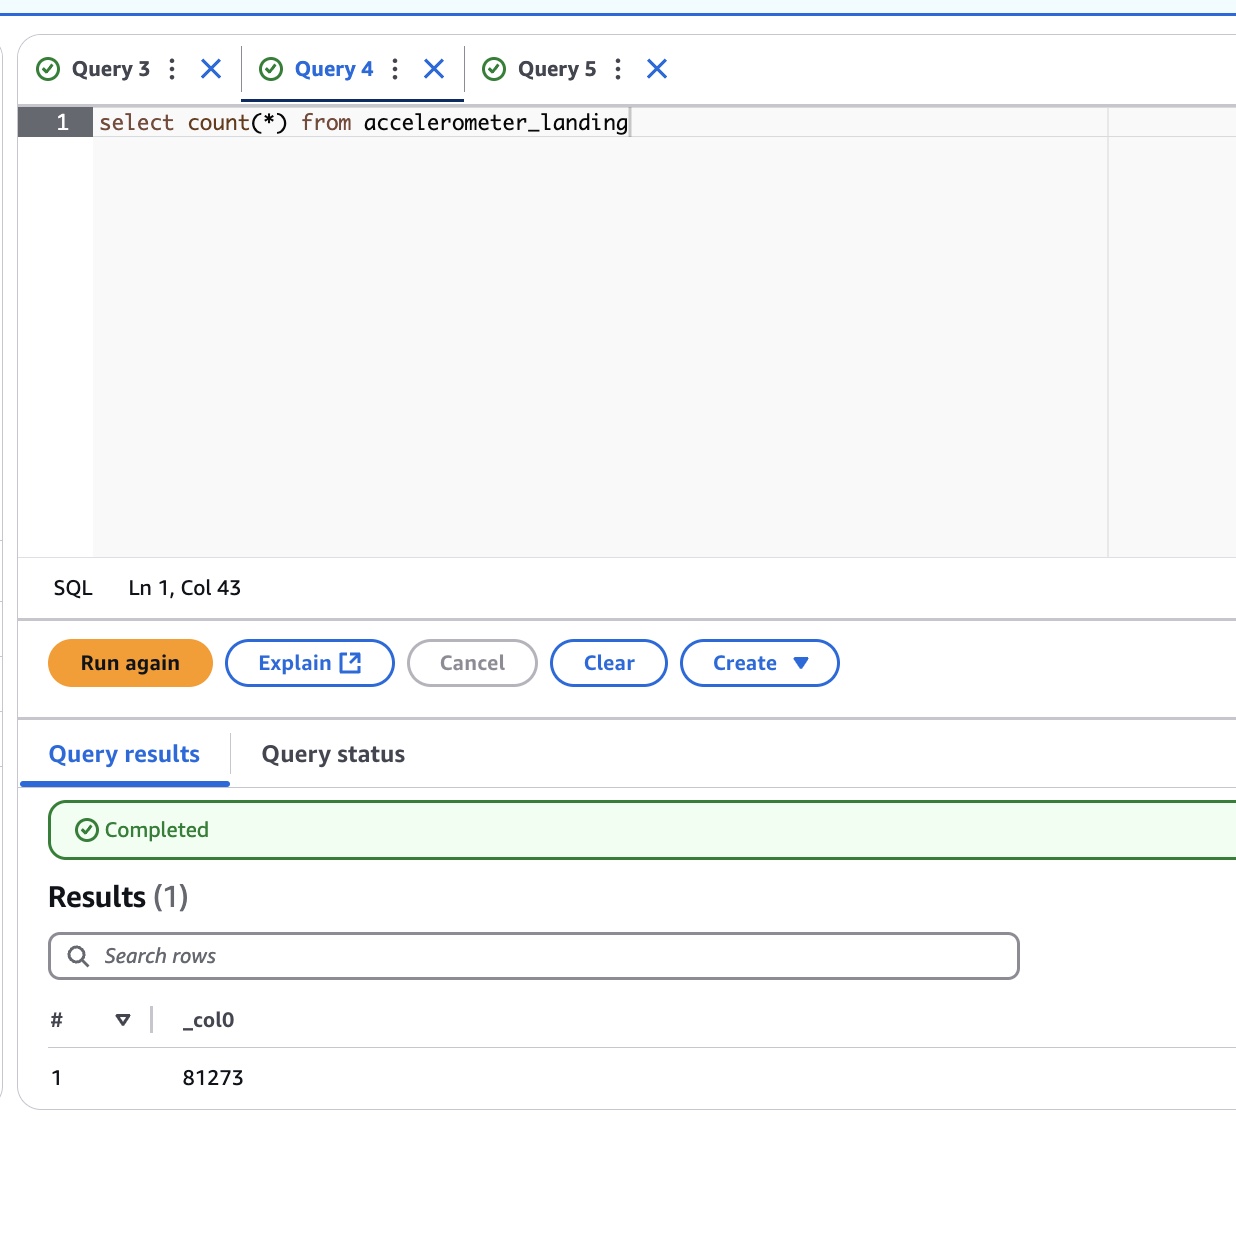 Query 3 Query 4 Query 5
1 select count(*) from accelerometer_landing
SQL Ln 1, Col 43
Run again Explain Cancel Clear Create
Query results Query status
Completed
Results (1)
Search rows
# _col0
1 81273